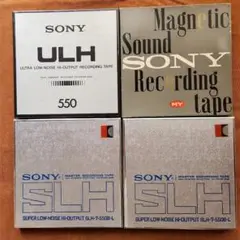 SONY
ULH
ULTRA LOW-NOISE HI-OUTPUT RECORDING TAPE
550
Magnetic
Sound
SONY
Recording
tape
SONY
SLH
SUPER LOW-NOISE HI-OUTPUT SLH-7-550B-L
SONY
SLH
SUPER LOW-NOISE HI-OUTPUT SLH-7-550B-L